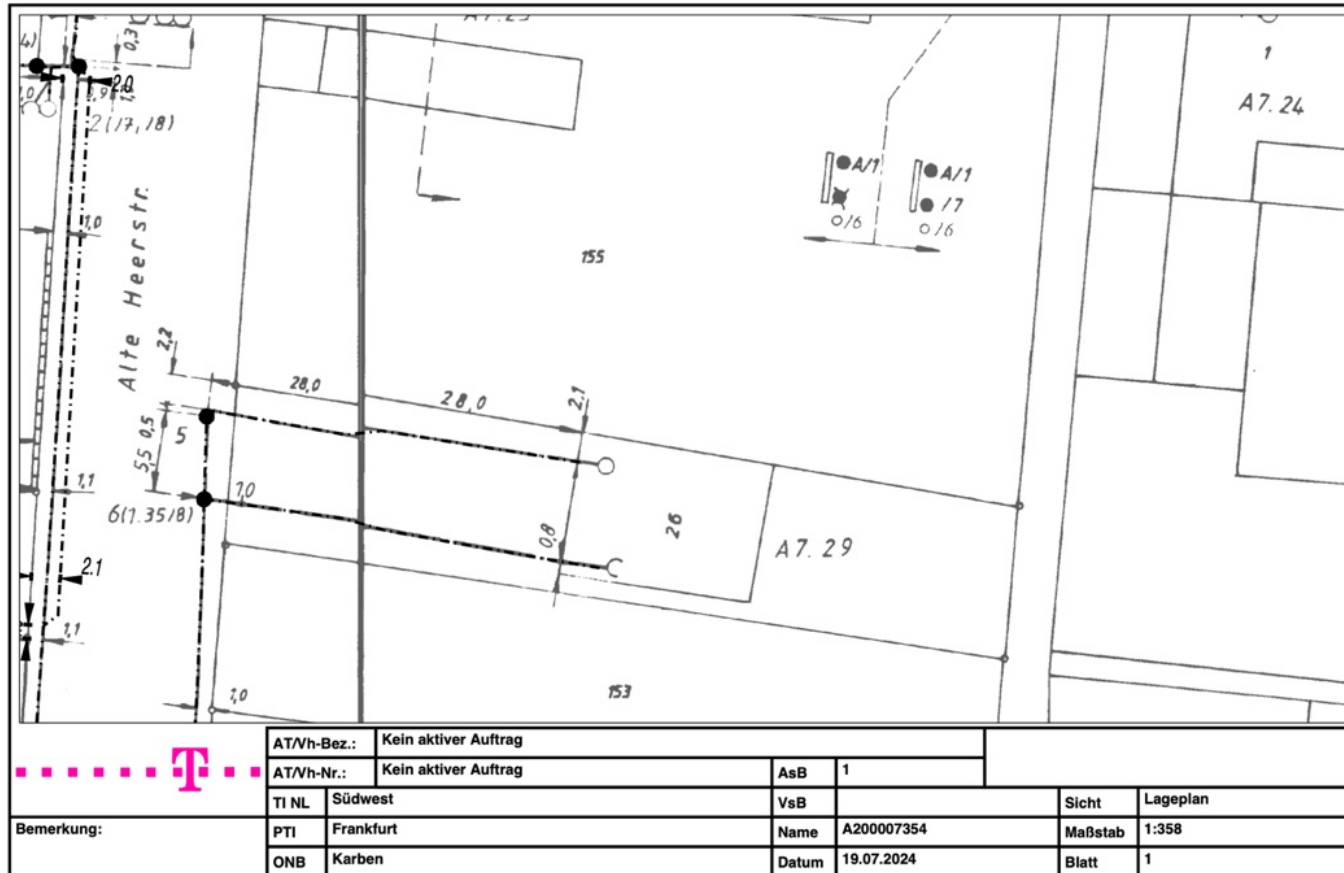 4)
0,3
2.0
1,0
0,9
2(17,18)
1,0
Alte Heerstr.
2,2
28,0
28,0
2.1
5,5 0,5
5
1,0
6(1.35/8)
1,1
2.1
1,1
0,8
26
A7.29
1,0
153
155
A/1
A/1
/7
/6
/6
1
A7.24
T
AT/Vh-Bez.: Kein aktiver Auftrag
AT/Vh-Nr.: Kein aktiver Auftrag AsB 1
TI NL Südwest VsB Sicht Lageplan
Bemerkung: PTI Frankfurt Name A200007354 Maßstab 1:358
ONB Karben Datum 19.07.2024 Blatt 1